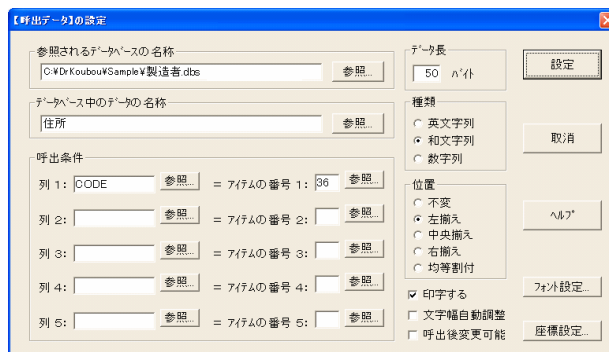 【呼出データ】の設定
参照されるデータベースの名称
C:¥DrKoubou¥Sample¥製造者.dbs 参照...
データベース中のデータの名称
住所 参照...
呼出条件
列 1: CODE 参照... = アイテムの番号 1: 36 参照...
列 2: 参照... = アイテムの番号 2: 参照...
列 3: 参照... = アイテムの番号 3: 参照...
列 4: 参照... = アイテムの番号 4: 参照...
列 5: 参照... = アイテムの番号 5: 参照...
データ長
50 バイト
種類
英文字列
和文字列
数字列
位置
不変
左揃え
中央揃え
右揃え
均等割付
印字する
文字幅自動調整
呼出後変更可能
設定
取消
ヘルプ
フォント設定...
座標設定...